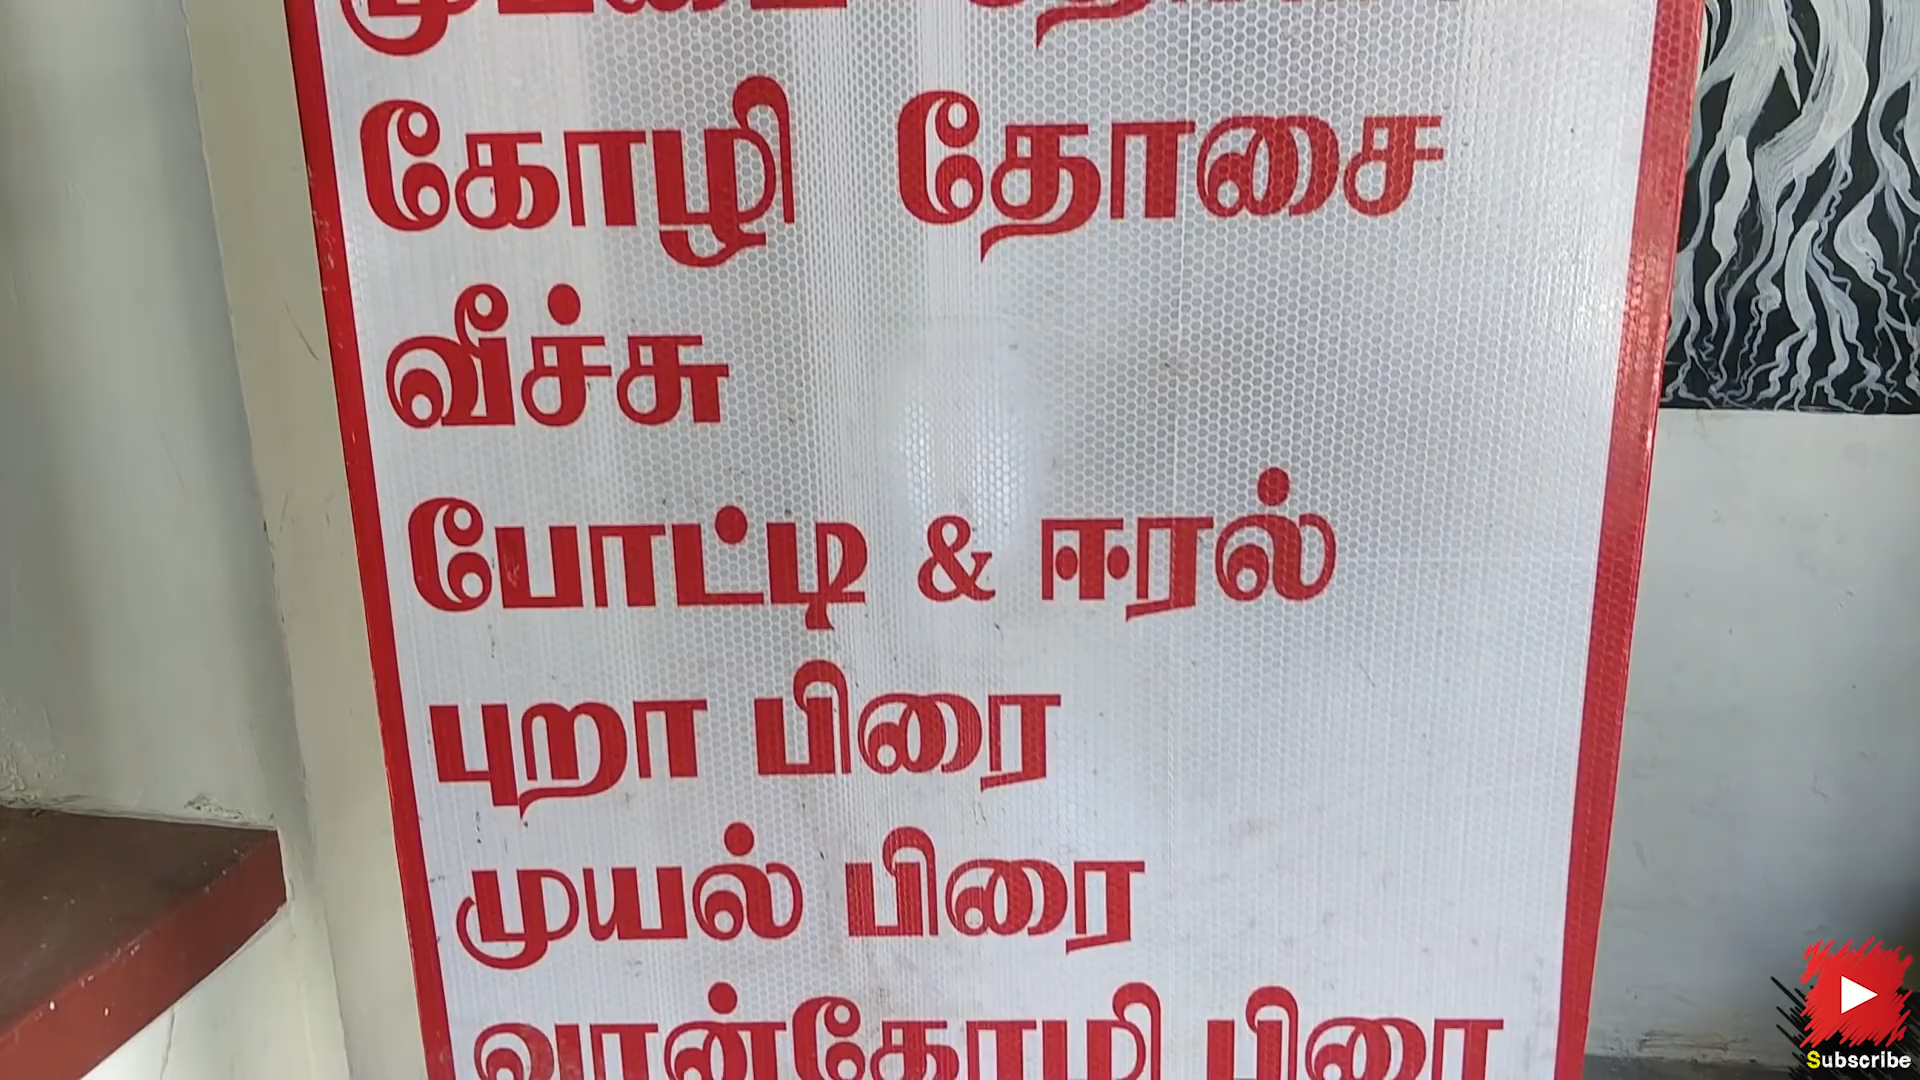 முட்டை தோசை
கோழி தோசை
வீச்சு
போட்டி & ஈரல்
புறா பிரை
முயல் பிரை
வான்கோழி பிரை
Subscribe